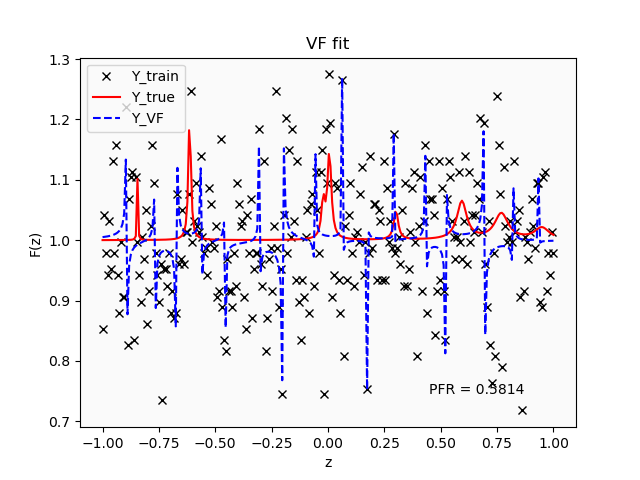 VF fit
Y_train
Y_true
Y_VF
1.3
1.2
1.1
1.0
0.9
0.8
0.7
F(z)
PFR = 0.3814
−1.00 −0.75 −0.50 −0.25 0.00 0.25 0.50 0.75 1.00
z